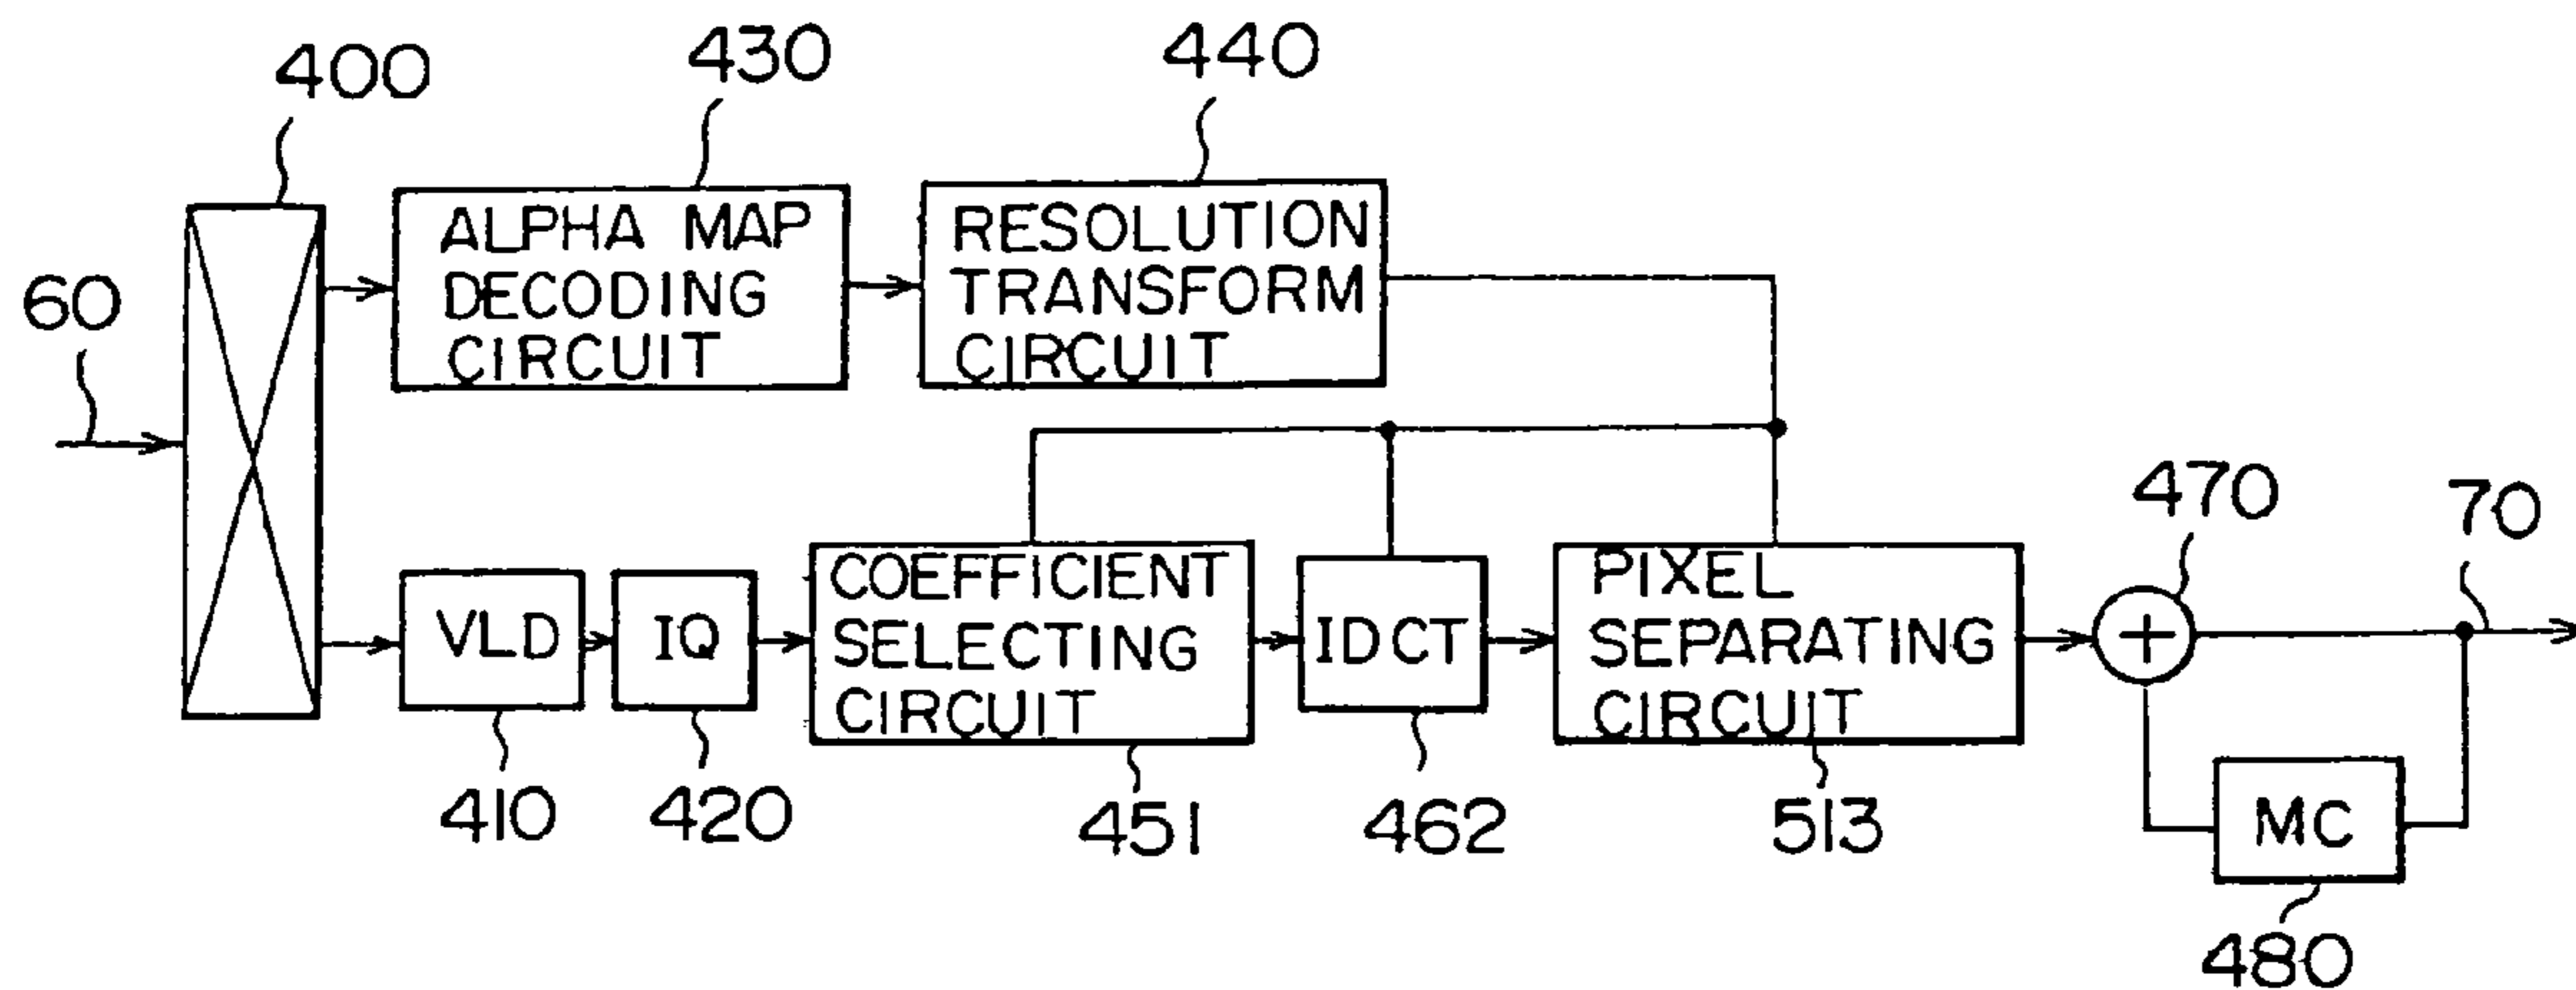 400
430
440
60
ALPHA MAP
DECODING
CIRCUIT
RESOLUTION
TRANSFORM
CIRCUIT
VLD
410
IQ
420
COEFFICIENT
SELECTING
CIRCUIT
451
IDCT
462
PIXEL
SEPARATING
CIRCUIT
513
470
+
70
MC
480